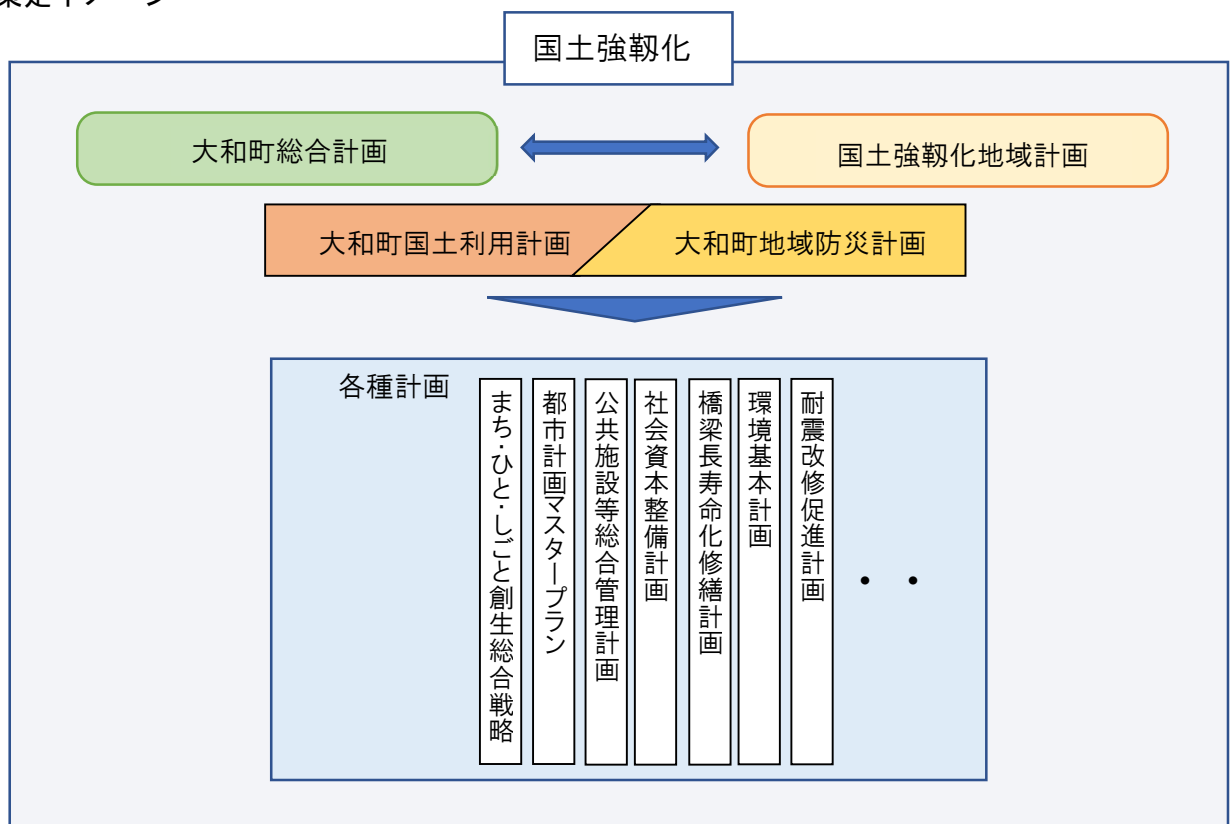 国土強靱化
大和町総合計画
国土強靱化地域計画
大和町国土利用計画
大和町地域防災計画
各種計画
まち・ひと・しごと創生総合戦略
都市計画マスタープラン
公共施設等総合管理計画
社会資本整備計画
橋梁長寿命化修繕計画
環境基本計画
耐震改修促進計画
・・